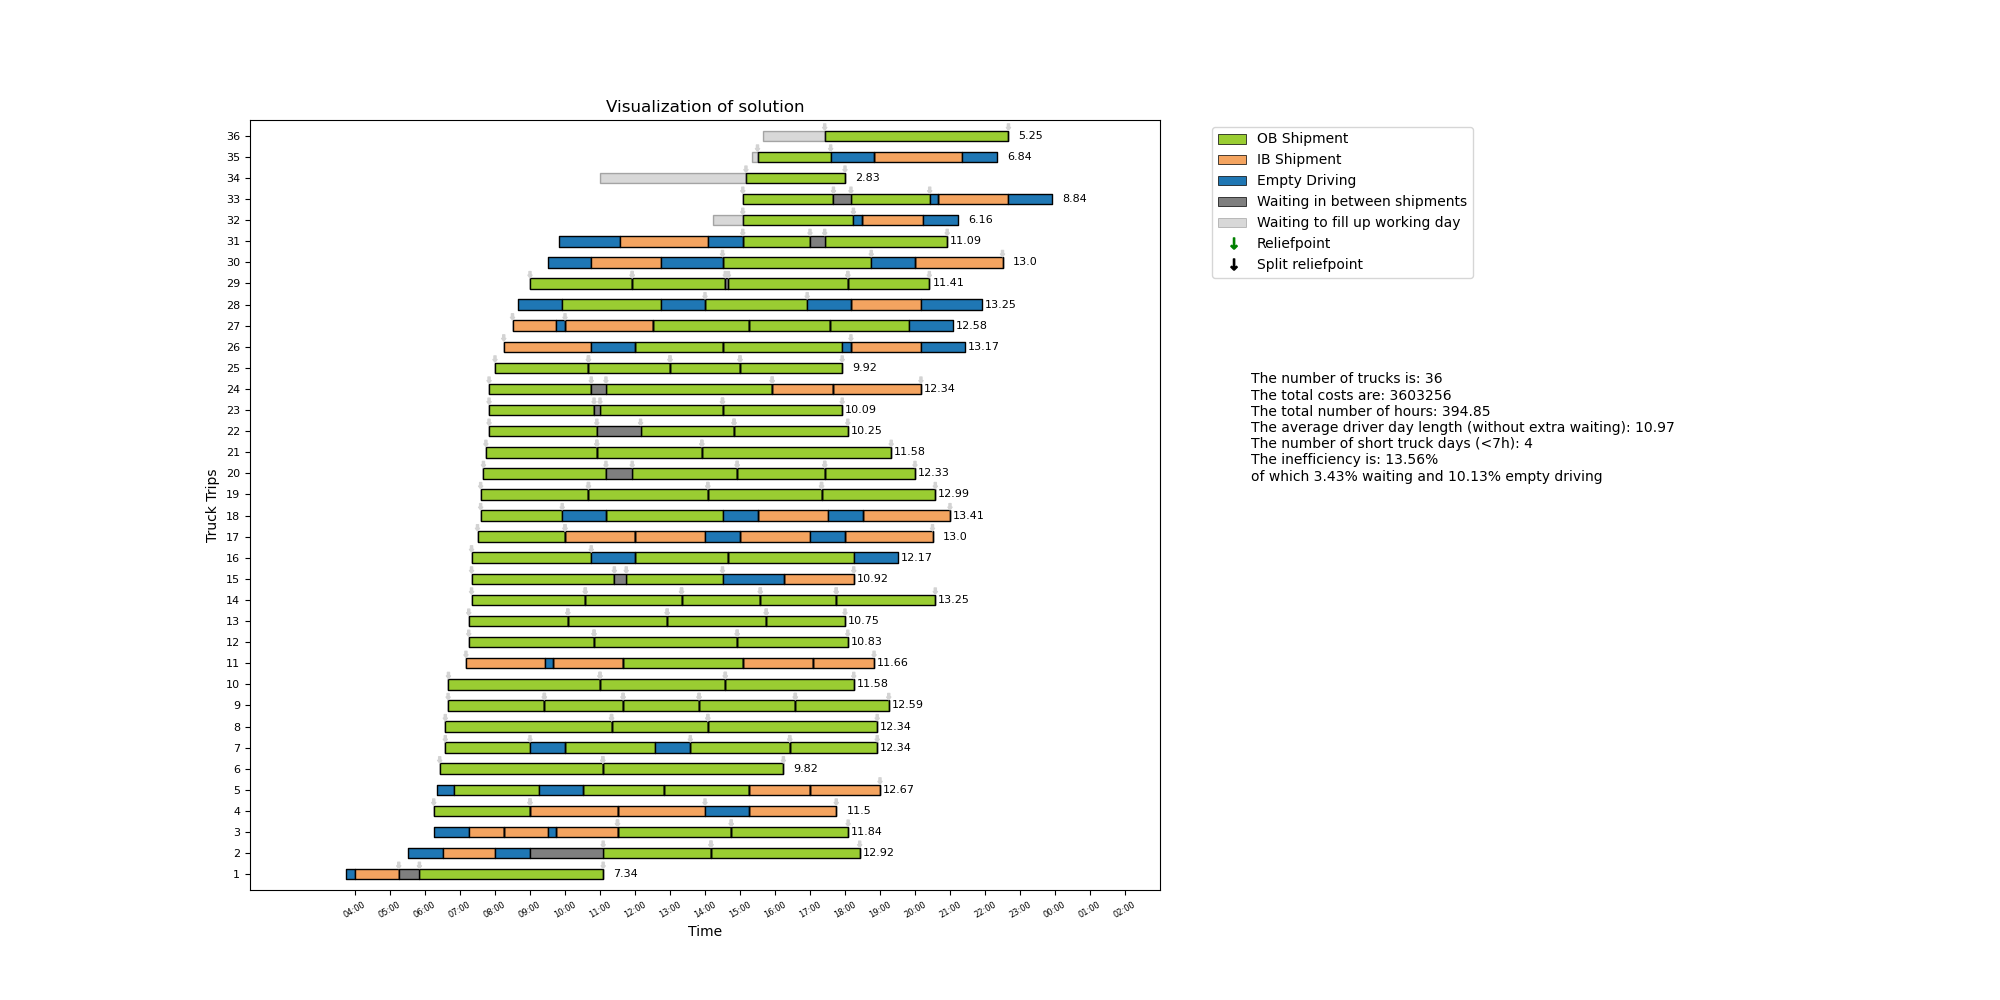 Visualization of solution
36 5.25
35 6.84
34 2.83
33 8.84
32 6.16
31 11.09
30 13.0
29 11.41
28 13.25
27 12.58
26 13.17
25 9.92
24 12.34
23 10.09
22 10.25
21 11.58
20 12.33
19 12.99
18 13.41
17 13.0
16 12.17
15 10.92
14 13.25
13 10.75
12 10.83
11 11.66
10 11.58
9 12.59
8 12.34
7 12.34
6 9.82
5 12.67
4 11.5
3 11.84
2 12.92
1 7.34
Truck Trips
04:00 05:00 06:00 07:00 08:00 09:00 10:00 11:00 12:00 13:00 14:00 15:00 16:00 17:00 18:00 19:00 20:00 21:00 22:00 23:00 00:00 01:00 02:00
Time
OB Shipment
IB Shipment
Empty Driving
Waiting in between shipments
Waiting to fill up working day
Reliefpoint
Split reliefpoint
The number of trucks is: 36
The total costs are: 3603256
The total number of hours: 394.85
The average driver day length (without extra waiting): 10.97
The number of short truck days (<7h): 4
The inefficiency is: 13.56%
of which 3.43% waiting and 10.13% empty driving